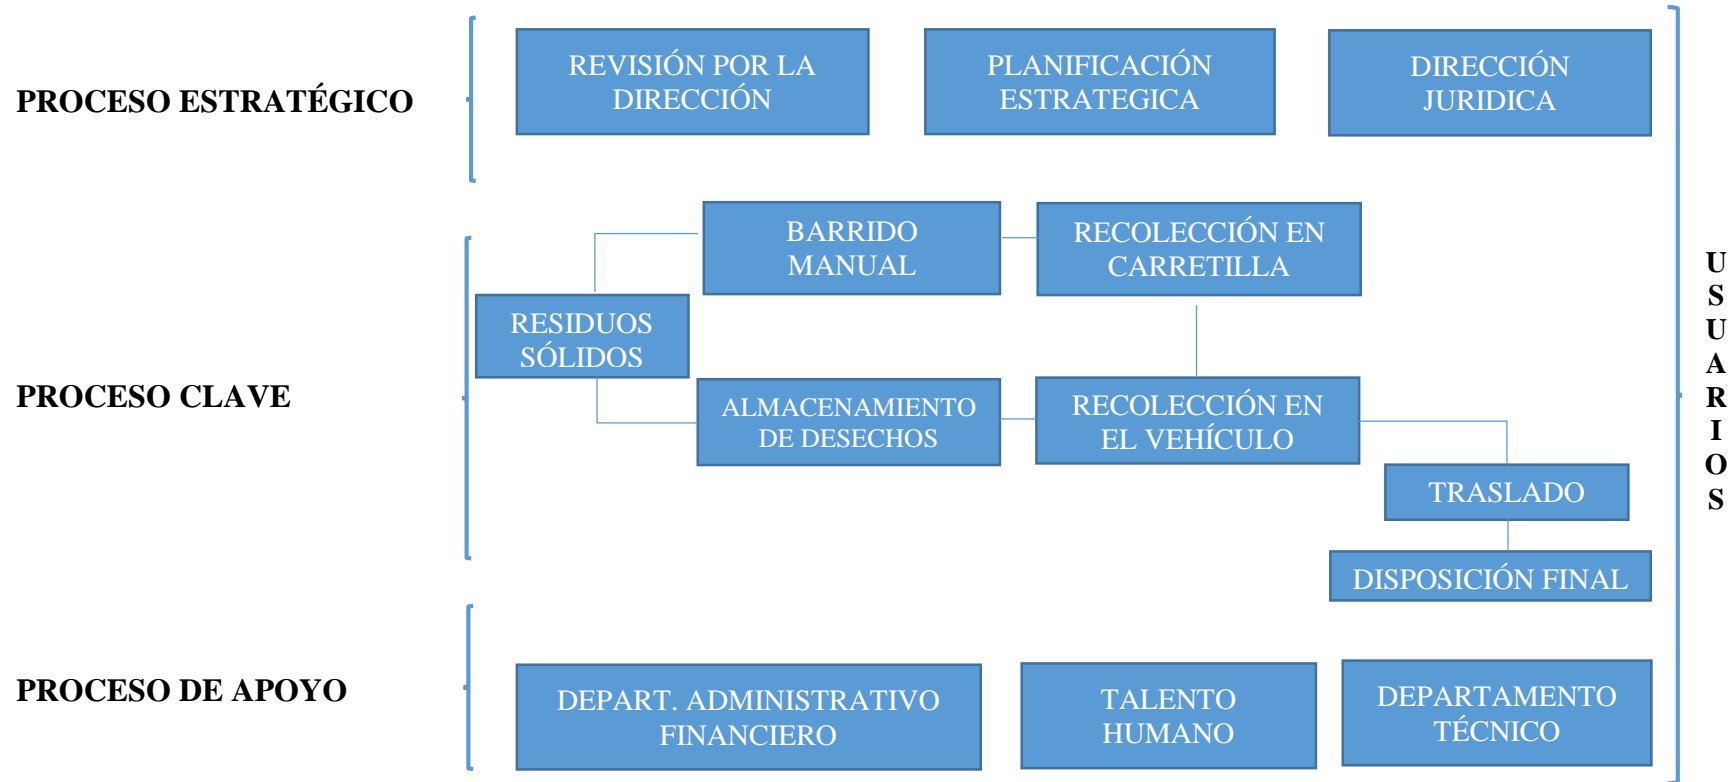 PROCESO ESTRATÉGICO
REVISIÓN POR LA
DIRECCIÓN
PLANIFICACIÓN
ESTRATEGICA
DIRECCIÓN
JURIDICA
PROCESO CLAVE
RESIDUOS
SÓLIDOS
BARRIDO
MANUAL
RECOLECCIÓN EN
CARRETILLA
ALMACENAMIENTO
DE DESECHOS
RECOLECCIÓN EN
EL VEHÍCULO
TRASLADO
DISPOSICIÓN FINAL
PROCESO DE APOYO
DEPART. ADMINISTRATIVO
FINANCIERO
TALENTO
HUMANO
DEPARTAMENTO
TÉCNICO
USUARIOS